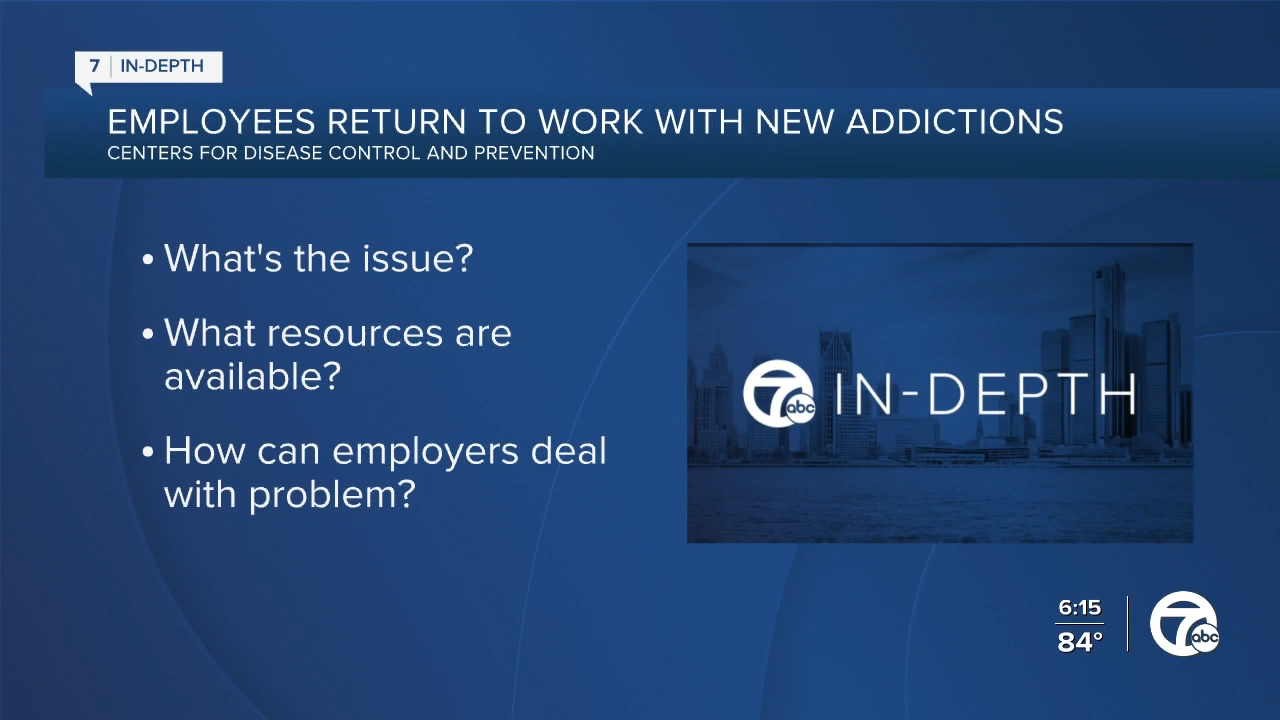 7 | IN-DEPTH
EMPLOYEES RETURN TO WORK WITH NEW ADDICTIONS
CENTERS FOR DISEASE CONTROL AND PREVENTION
• What's the issue?
• What resources are
available?
• How can employers deal
with problem?
7 abc IN-DEPTH
6:15
84°
7 abc